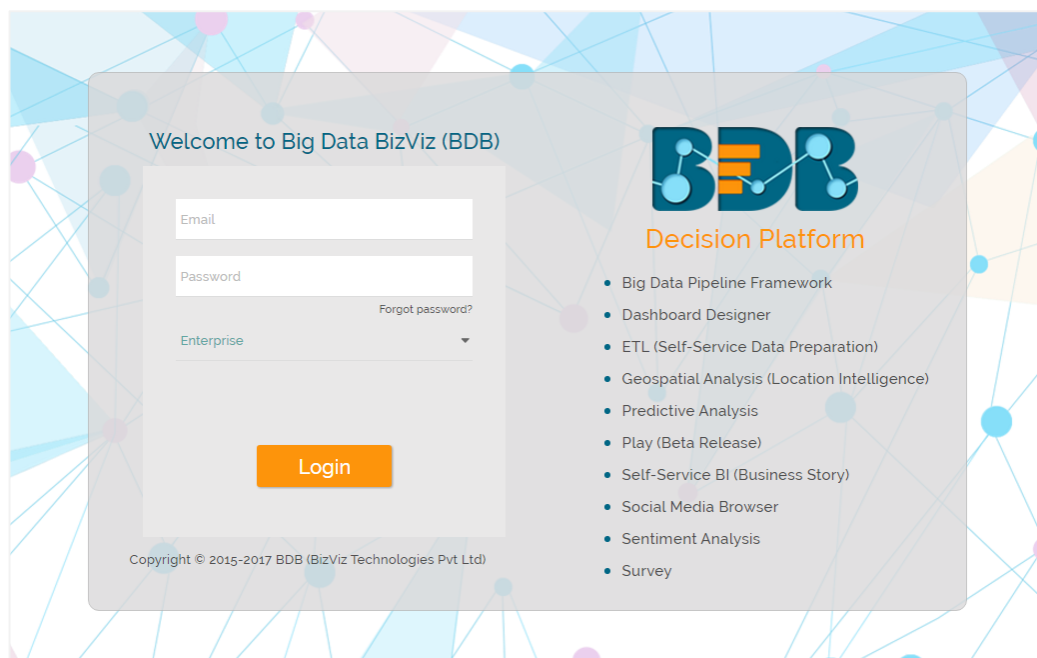 Welcome to Big Data BizViz (BDB)
Email
Password
Forgot password?
Enterprise
Login
Copyright © 2015-2017 BDB (BizViz Technologies Pvt Ltd)
BDB
Decision Platform
Big Data Pipeline Framework
Dashboard Designer
ETL (Self-Service Data Preparation)
Geospatial Analysis (Location Intelligence)
Predictive Analysis
Play (Beta Release)
Self-Service BI (Business Story)
Social Media Browser
Sentiment Analysis
Survey